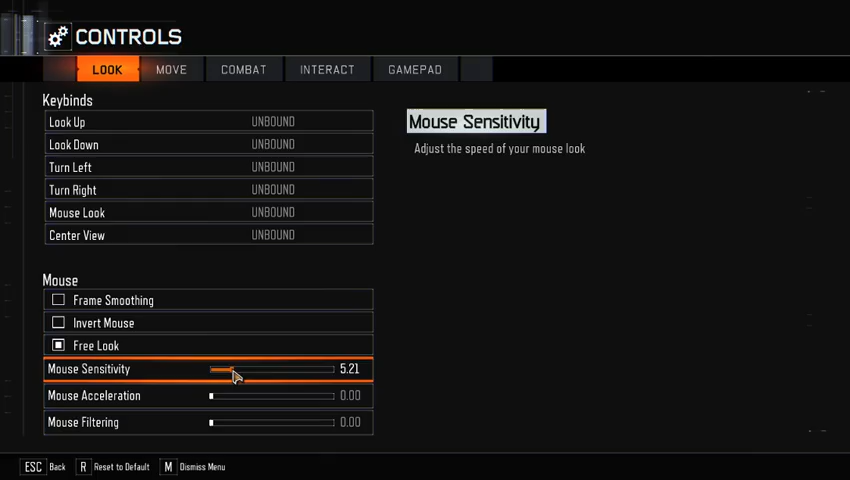 CONTROLS
LOOK MOVE COMBAT INTERACT GAMEPAD
Keybinds
Look Up UNBOUND
Look Down UNBOUND
Turn Left UNBOUND
Turn Right UNBOUND
Mouse Look UNBOUND
Center View UNBOUND
Mouse
Frame Smoothing
Invert Mouse
Free Look
Mouse Sensitivity 5.21
Mouse Acceleration 0.00
Mouse Filtering 0.00
Mouse Sensitivity
Adjust the speed of your mouse look
ESC Back R Reset to Default M Dismiss Menu